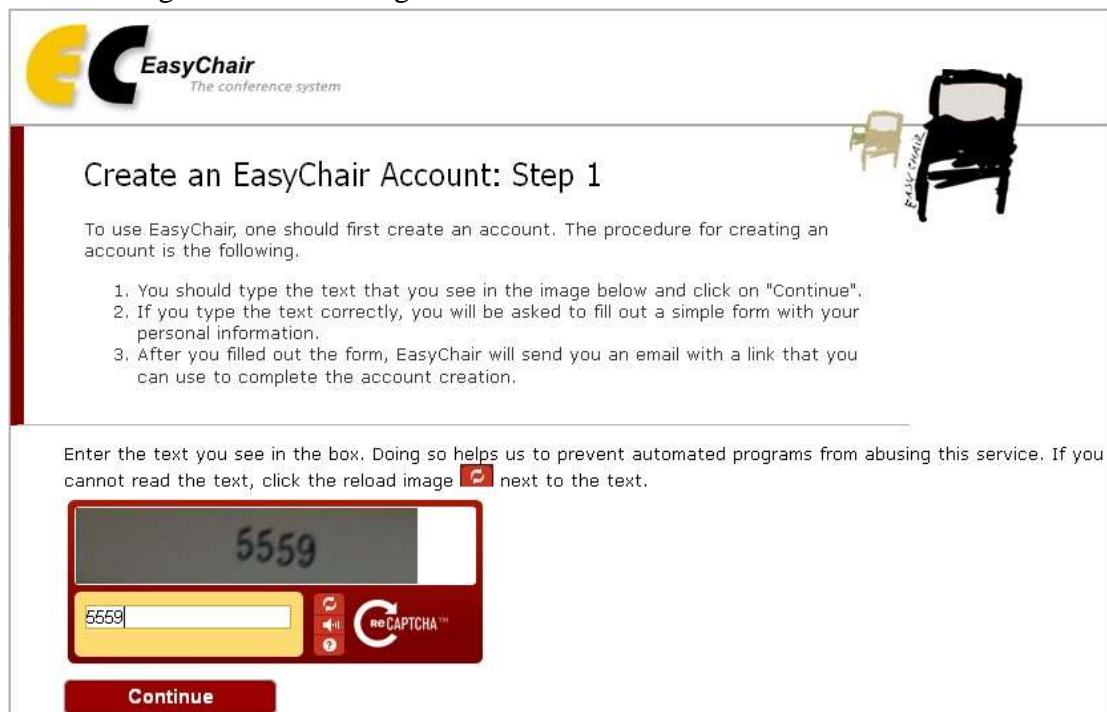 EC EasyChair
The conference system
EASY CHAIR
Create an EasyChair Account: Step 1
To use EasyChair, one should first create an account. The procedure for creating an
account is the following.
1. You should type the text that you see in the image below and click on "Continue".
2. If you type the text correctly, you will be asked to fill out a simple form with your
personal information.
3. After you filled out the form, EasyChair will send you an email with a link that you
can use to complete the account creation.
Enter the text you see in the box. Doing so helps us to prevent automated programs from abusing this service. If you
cannot read the text, click the reload image next to the text.
5559
5559
ReCAPTCHA™
Continue